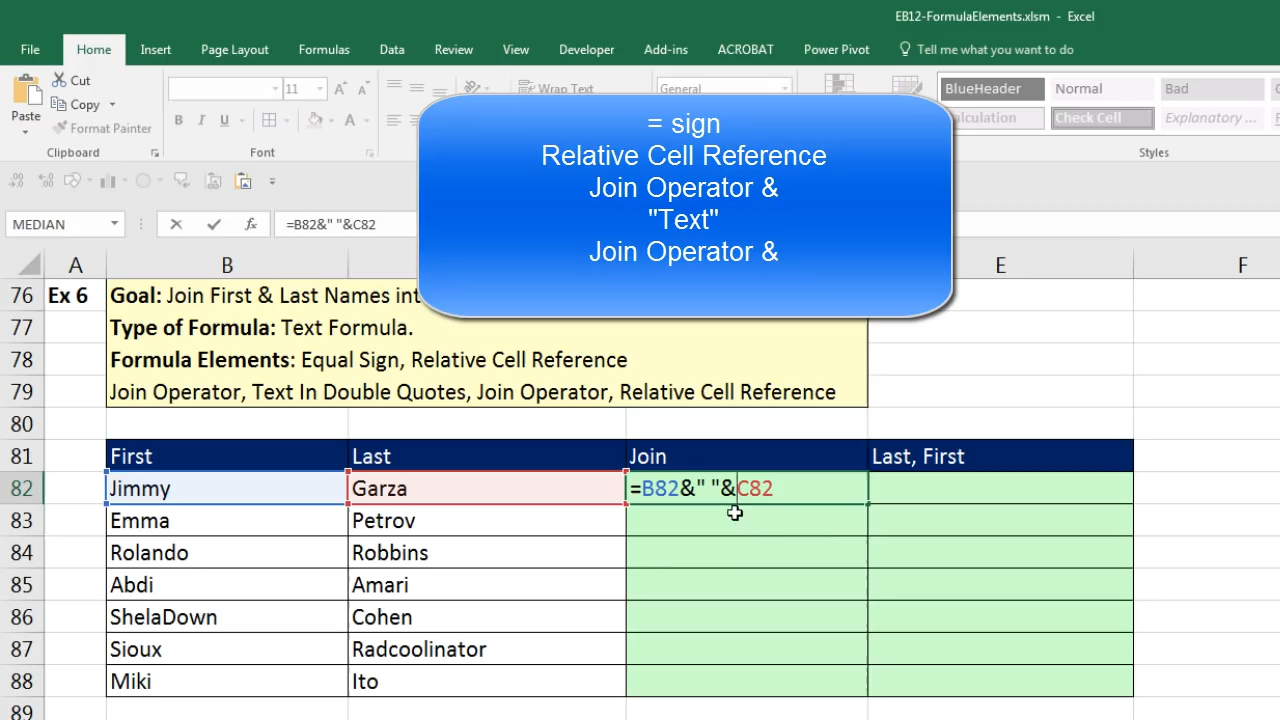 EB12-FormulaElements.xlsm - Excel
File Home Insert Page Layout Formulas Data Review View Developer Add-ins ACROBAT Power Pivot Tell me what you want to do
Cut
Copy
Format Painter
Paste
11
Wrap Text
General
BlueHeader Normal Bad
Calculation Check Cell Explanatory ...
Clipboard Font Styles
= sign
Relative Cell Reference
Join Operator &
"Text"
Join Operator &
MEDIAN fx =B82&" "&C82
A B E F
76 Ex 6 Goal: Join First & Last Names int
77 Type of Formula: Text Formula.
78 Formula Elements: Equal Sign, Relative Cell Reference
79 Join Operator, Text In Double Quotes, Join Operator, Relative Cell Reference
80
81 First Last Join Last, First
82 Jimmy Garza =B82&" "&C82
83 Emma Petrov
84 Rolando Robbins
85 Abdi Amari
86 ShelaDown Cohen
87 Sioux Radcoolinator
88 Miki Ito
89